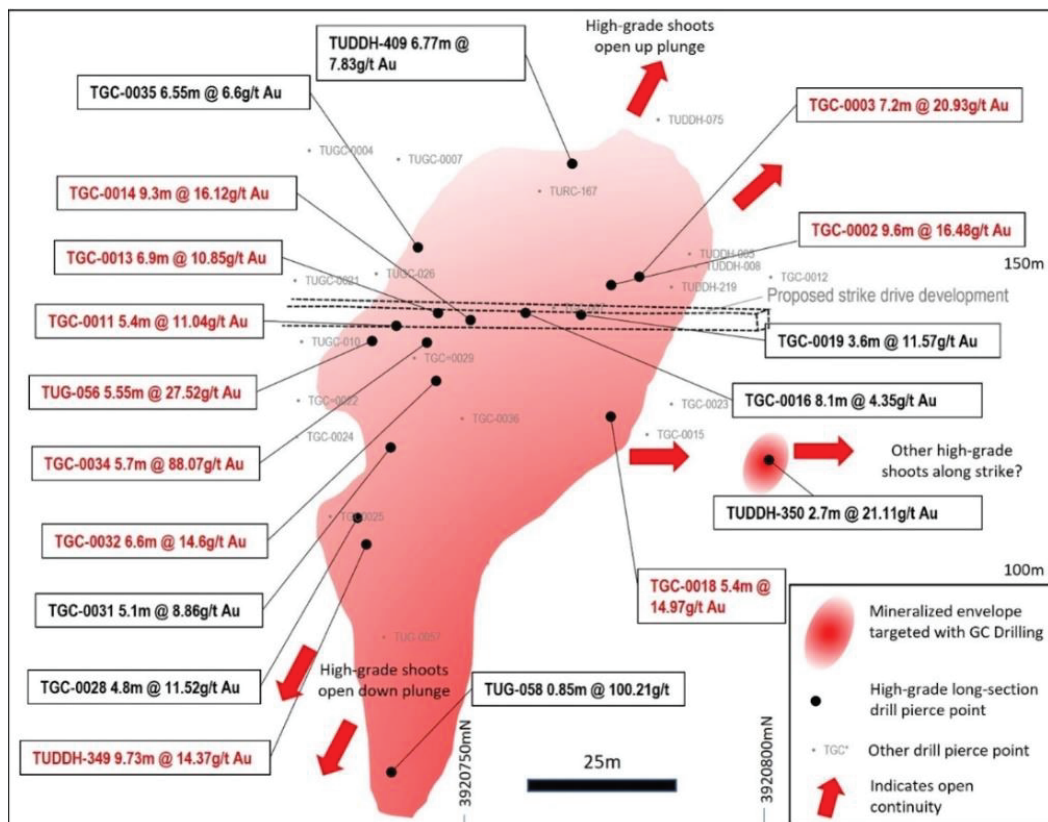 High-grade shoots
open up plunge
TUDDH-409 6.77m @
7.83g/t Au
TGC-0035 6.55m @ 6.6g/t Au
TGC-0003 7.2m @ 20.93g/t Au
TUDDH-075
TUGC-0004
TUGC-0007
TGC-0014 9.3m @ 16.12g/t Au
TURC-167
TGC-0002 9.6m @ 16.48g/t Au
TGC-0013 6.9m @ 10.85g/t Au
TUDDH-008
TGC-0012
150m
TUGC-026
TUGC-0021
TUDDH-219
Proposed strike drive development
TGC-0011 5.4m @ 11.04g/t Au
TUGC-010
TGC-0019 3.6m @ 11.57g/t Au
TGC-0029
TUG-056 5.55m @ 27.52g/t Au
TGC-0022
TGC-0023
TGC-0016 8.1m @ 4.35g/t Au
TGC-0036
TGC-0024
TGC-0015
TGC-0034 5.7m @ 88.07g/t Au
Other high-grade
shoots along strike?
TUDDH-350 2.7m @ 21.11g/t Au
TGC-0032 6.6m @ 14.6g/t Au
100m
TGC-0018 5.4m @
14.97g/t Au
TGC-0031 5.1m @ 8.86g/t Au
TUG-0057
High-grade shoots
open down plunge
TGC-0028 4.8m @ 11.52g/t Au
TUG-058 0.85m @ 100.21g/t
TUDDH-349 9.73m @ 14.37g/t Au
25m
3920750mN
3920800mN
Mineralized envelope
targeted with GC Drilling
High-grade long-section
drill pierce point
TGC* Other drill pierce point
Indicates open
continuity